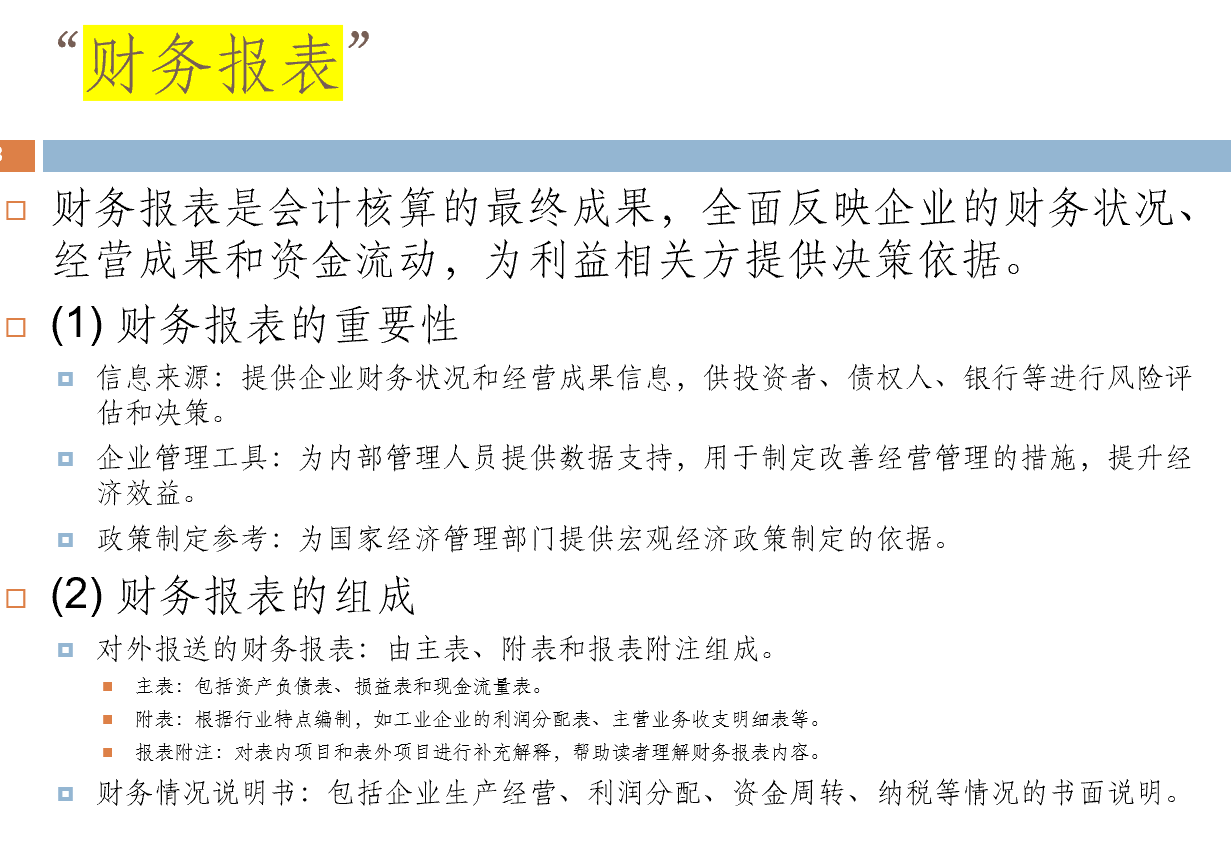 “财务报表”
3
财务报表是会计核算的最终成果，全面反映企业的财务状况、
经营成果和资金流动，为利益相关方提供决策依据。
(1) 财务报表的重要性
信息来源：提供企业财务状况和经营成果信息，供投资者、债权人、银行等进行风险评
估和决策。
企业管理工具：为内部管理人员提供数据支持，用于制定改善经营管理的措施，提升经
济效益。
政策制定参考：为国家经济管理部门提供宏观经济政策制定的依据。
(2) 财务报表的组成
对外报送的财务报表：由主表、附表和报表附注组成。
主表：包括资产负债表、损益表和现金流量表。
附表：根据行业特点编制，如工业企业的利润分配表、主营业务收支明细表等。
报表附注：对表内项目和表外项目进行补充解释，帮助读者理解财务报表内容。
财务情况说明书：包括企业生产经营、利润分配、资金周转、纳税等情况的书面说明。